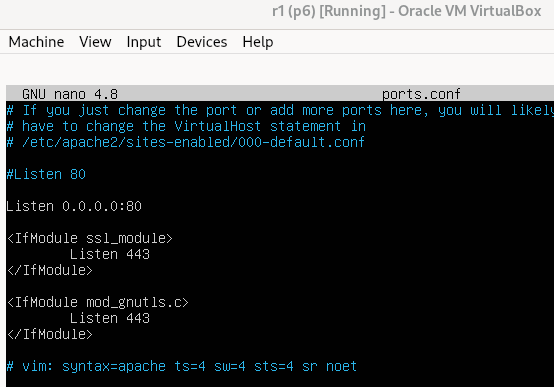 r1 (p6) [Running] - Oracle VM VirtualBox
Machine View Input Devices Help
GNU nano 4.8 ports.conf
# If you just change the port or add more ports here, you will likely
# have to change the VirtualHost statement in
# /etc/apache2/sites-enabled/000-default.conf
#Listen 80
Listen 0.0.0.0:80
<IfModule ssl_module>
Listen 443
</IfModule>
<IfModule mod_gnutls.c>
Listen 443
</IfModule>
# vim: syntax=apache ts=4 sw=4 sts=4 sr noet